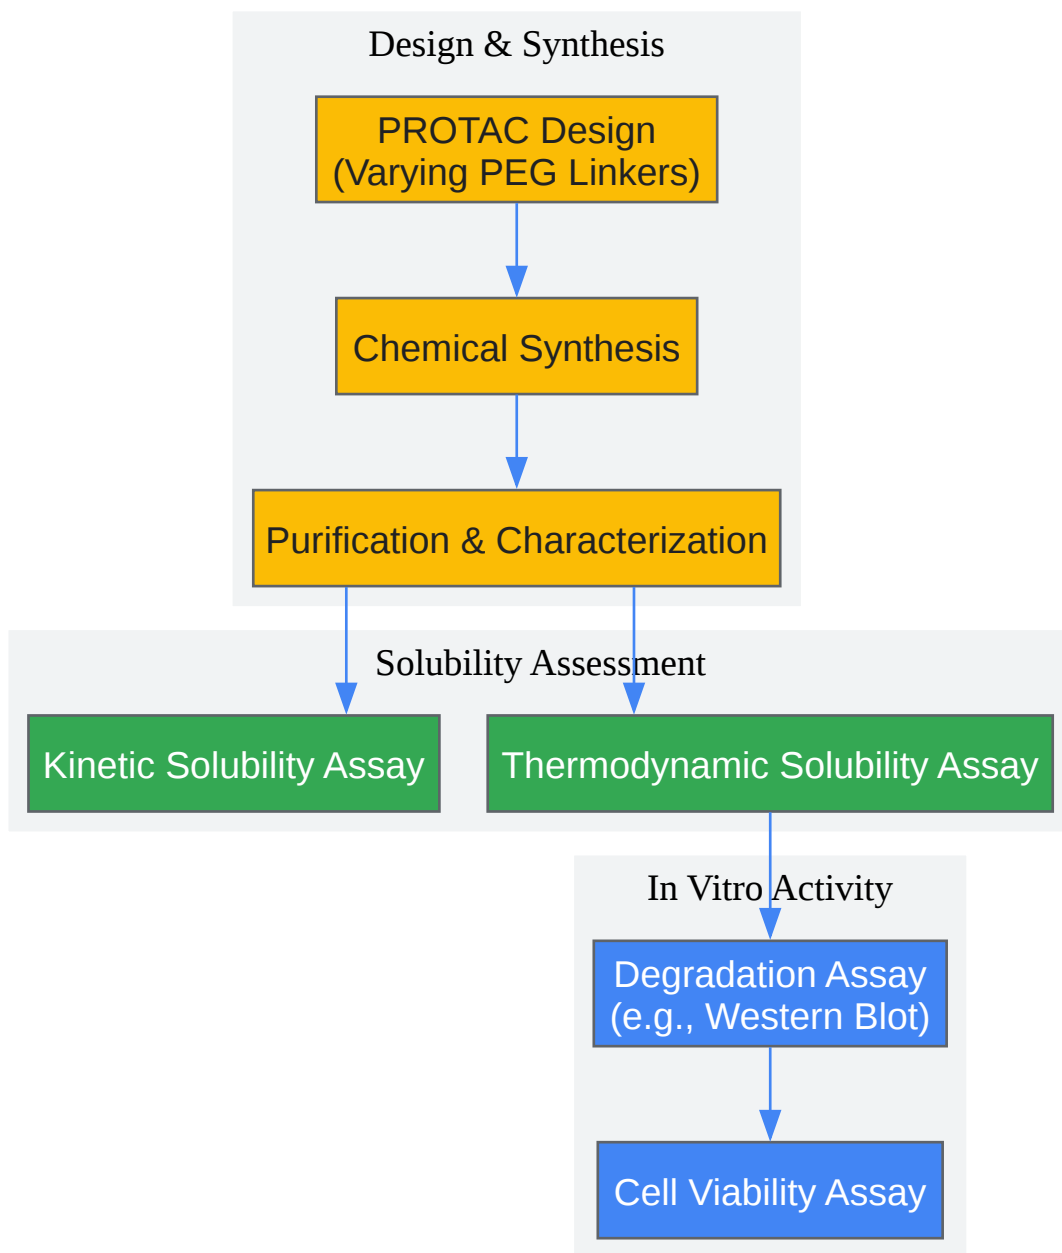 Design & Synthesis
PROTAC Design
(Varying PEG Linkers)
Chemical Synthesis
Purification & Characterization
Solubility Assessment
Kinetic Solubility Assay
Thermodynamic Solubility Assay
In Vitro Activity
Degradation Assay
(e.g., Western Blot)
Cell Viability Assay